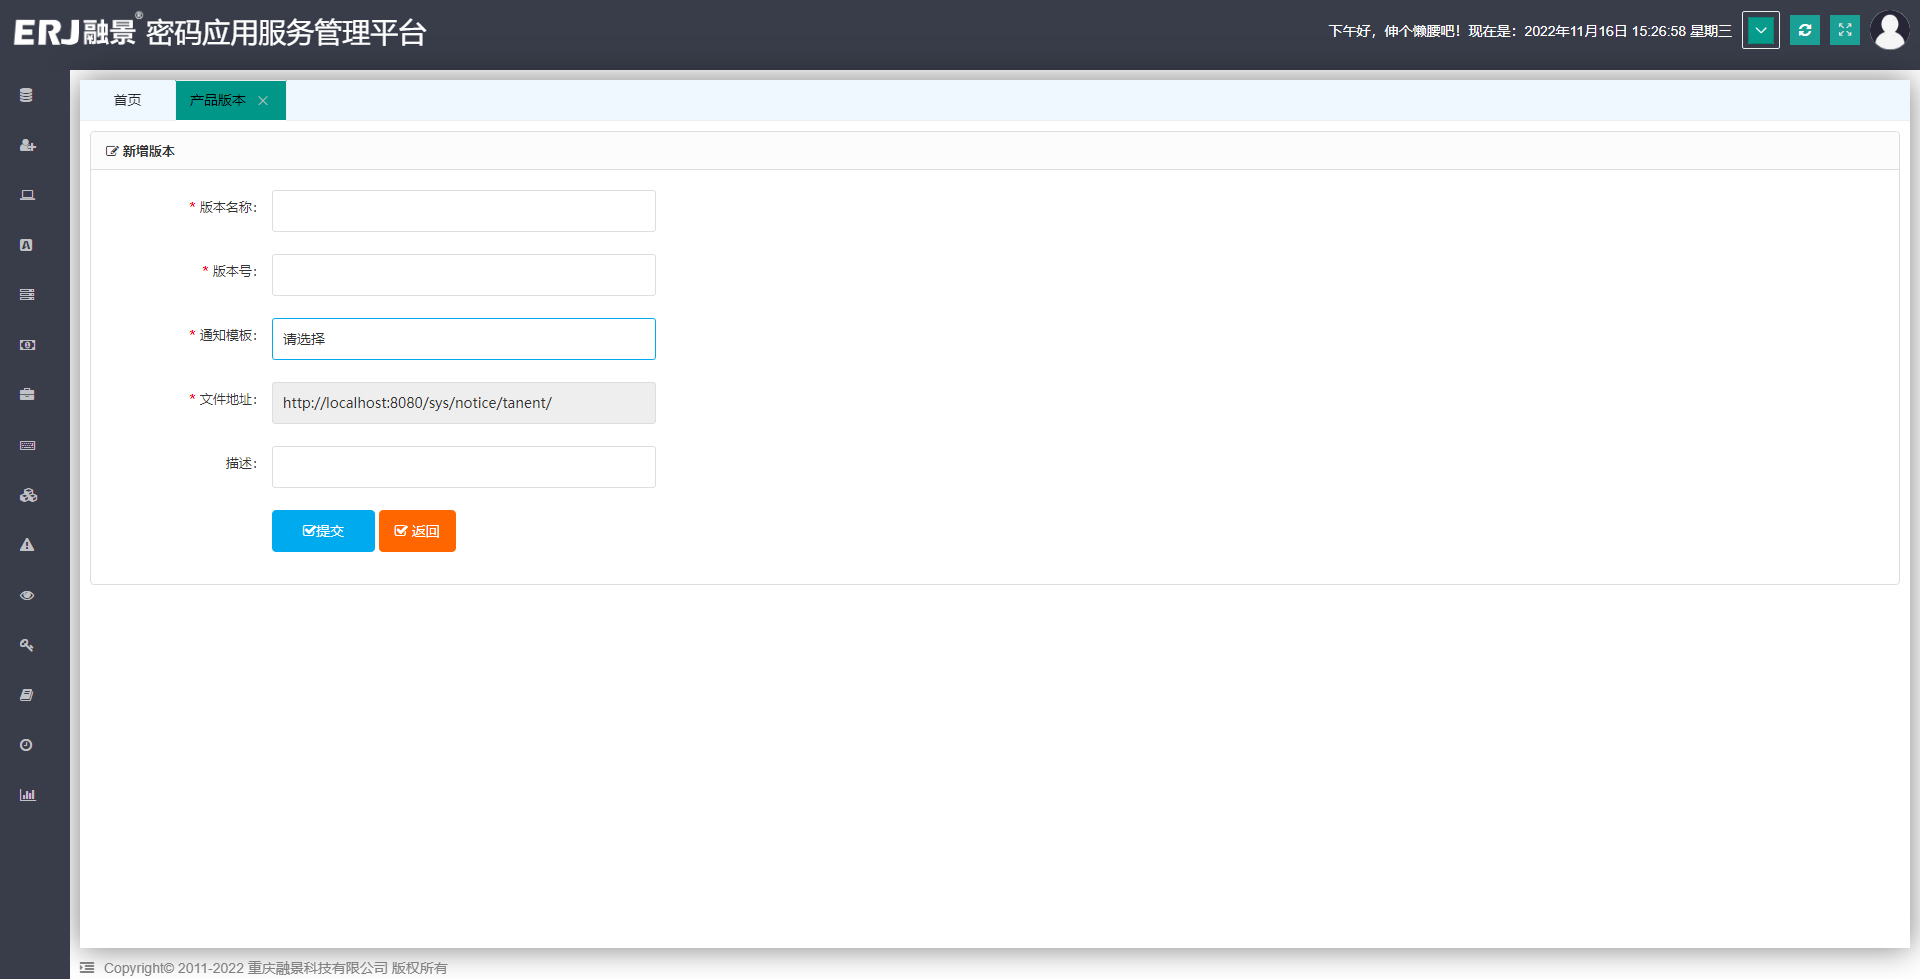 ERJ融景® 密码应用服务管理平台
下午好，伸个懒腰吧！现在是：2022年11月16日 15:26:58 星期三
首页
产品版本
新增版本
* 版本名称：
* 版本号：
* 通知模板：
请选择
* 文件地址：
http://localhost:8080/sys/notice/tanent/
描述：
提交
返回
Copyright© 2011-2022 重庆融景科技有限公司 版权所有